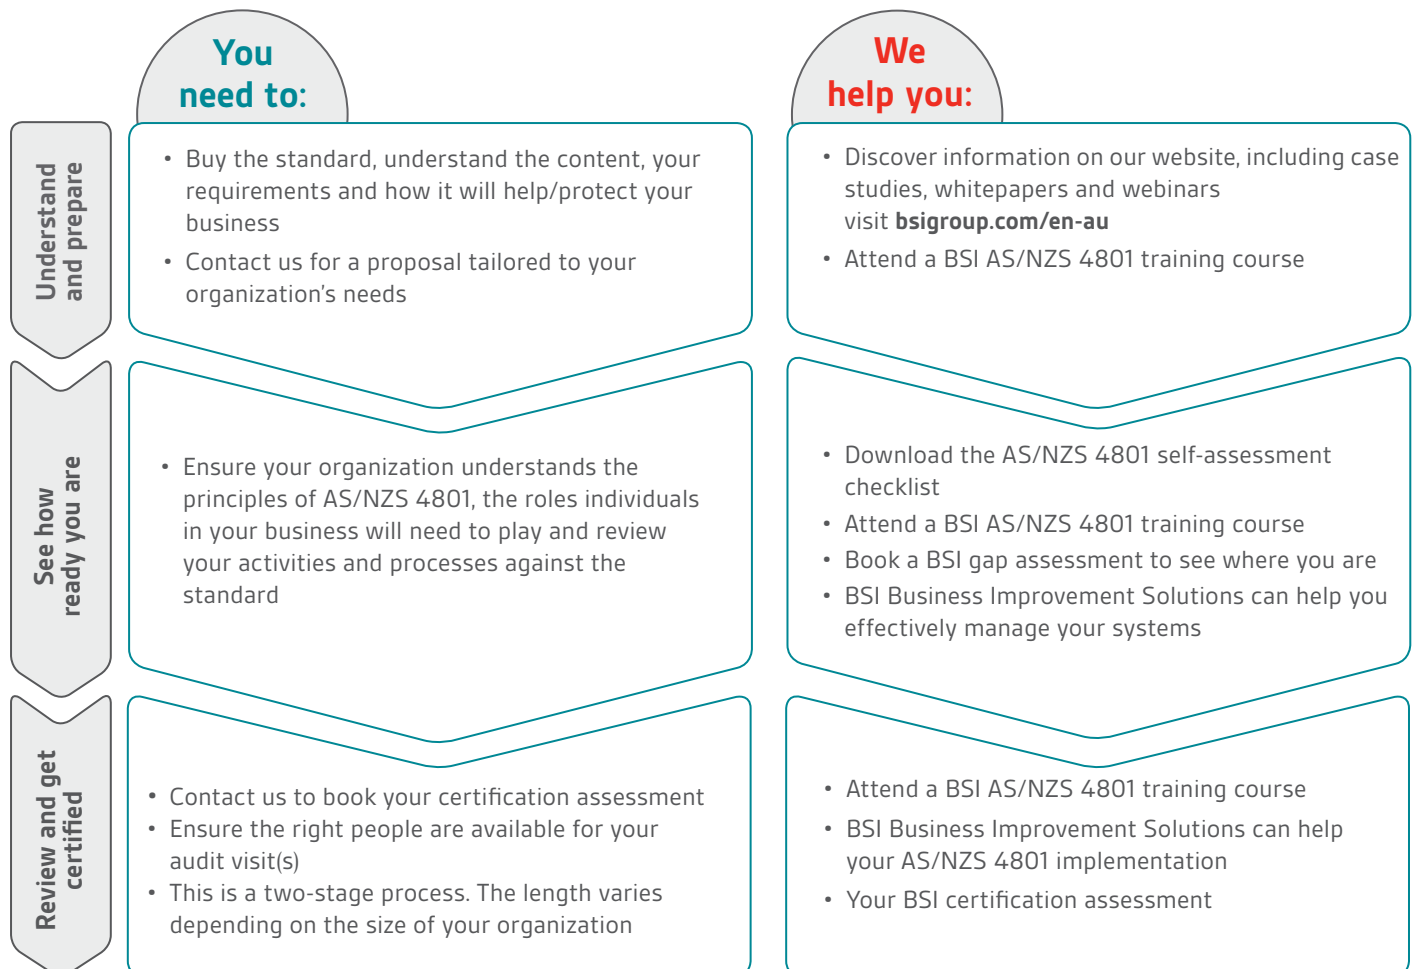 You
need to:
We
help you:
Understand
and prepare
• Buy the standard, understand the content, your
requirements and how it will help/protect your
business
• Contact us for a proposal tailored to your
organization's needs
• Discover information on our website, including case
studies, whitepapers and webinars
visit bsigroup.com/en-au
• Attend a BSI AS/NZS 4801 training course
See how
ready you are
• Ensure your organization understands the
principles of AS/NZS 4801, the roles individuals
in your business will need to play and review
your activities and processes against the
standard
• Download the AS/NZS 4801 self-assessment
checklist
• Attend a BSI AS/NZS 4801 training course
• Book a BSI gap assessment to see where you are
• BSI Business Improvement Solutions can help you
effectively manage your systems
Review and get
certified
• Contact us to book your certification assessment
• Ensure the right people are available for your
audit visit(s)
• This is a two-stage process. The length varies
depending on the size of your organization
• Attend a BSI AS/NZS 4801 training course
• BSI Business Improvement Solutions can help
your AS/NZS 4801 implementation
• Your BSI certification assessment